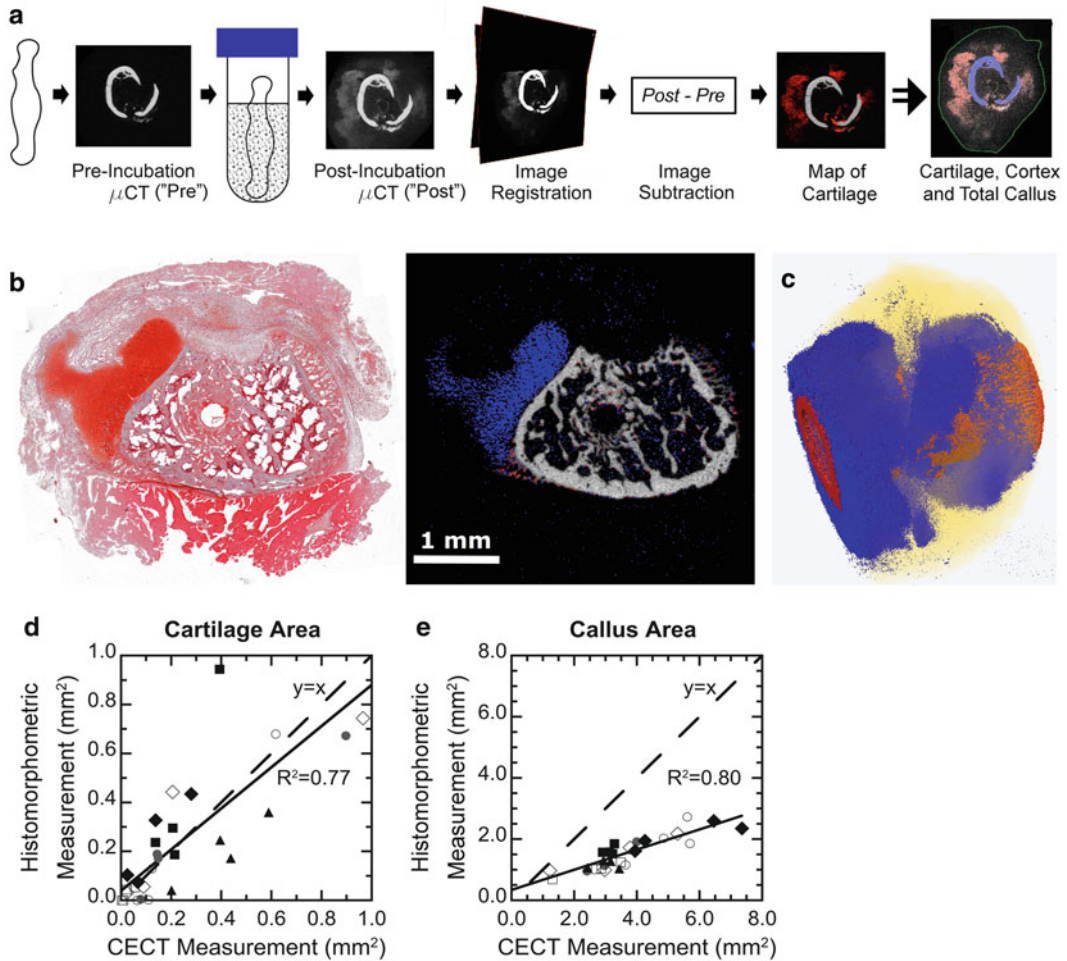 a
Pre-Incubation
μCT ("Pre")
Post-Incubation
μCT ("Post")
Image
Registration
Post - Pre
Image
Subtraction
Map of
Cartilage
Cartilage, Cortex
and Total Callus
b
1 mm
c
d
Cartilage Area
Histomorphometric
Measurement (mm²)
1.0
0.8
0.6
0.4
0.2
0.0
y=x
R²=0.77
0.0 0.2 0.4 0.6 0.8 1.0
CECT Measurement (mm²)
e
Callus Area
Histomorphometric
Measurement (mm²)
8.0
6.0
4.0
2.0
0.0
y=x
R²=0.80
0.0 2.0 4.0 6.0 8.0
CECT Measurement (mm²)